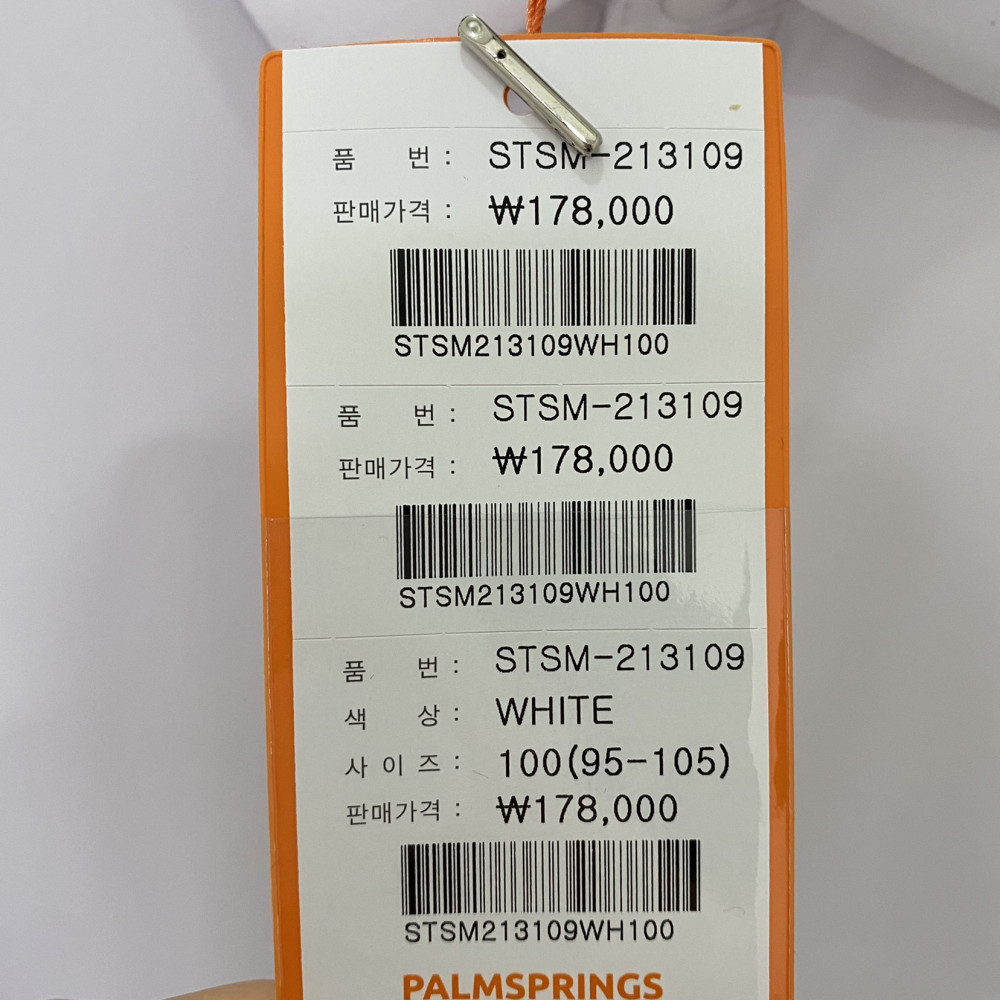 품 번 : STSM-213109
판매가격 : ₩178,000
STSM213109WH100
품 번 : STSM-213109
판매가격 : ₩178,000
STSM213109WH100
품 번 : STSM-213109
색 상 : WHITE
사 이 즈 : 100(95-105)
판매가격 : ₩178,000
STSM213109WH100
PALMSPRINGS